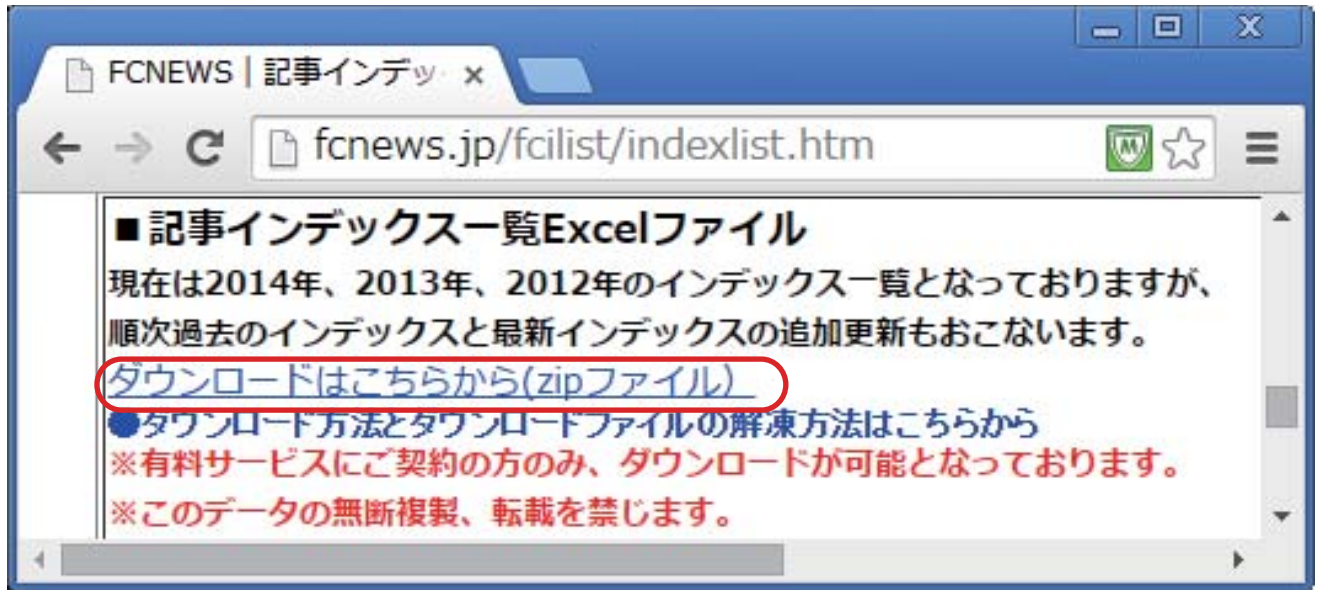 FCNEWS｜記事インデッ
fcnews.jp/fcilist/indexlist.htm
■記事インデックス一覧Excelファイル
現在は2014年、2013年、2012年のインデックス一覧となっておりますが、
順次過去のインデックスと最新インデックスの追加更新もおこないます。
ダウンロードはこちらから(zipファイル）
●ダウンロード方法とダウンロードファイルの解凍方法はこちらから
※有料サービスにご契約の方のみ、ダウンロードが可能となっております。
※このデータの無断複製、転載を禁じます。